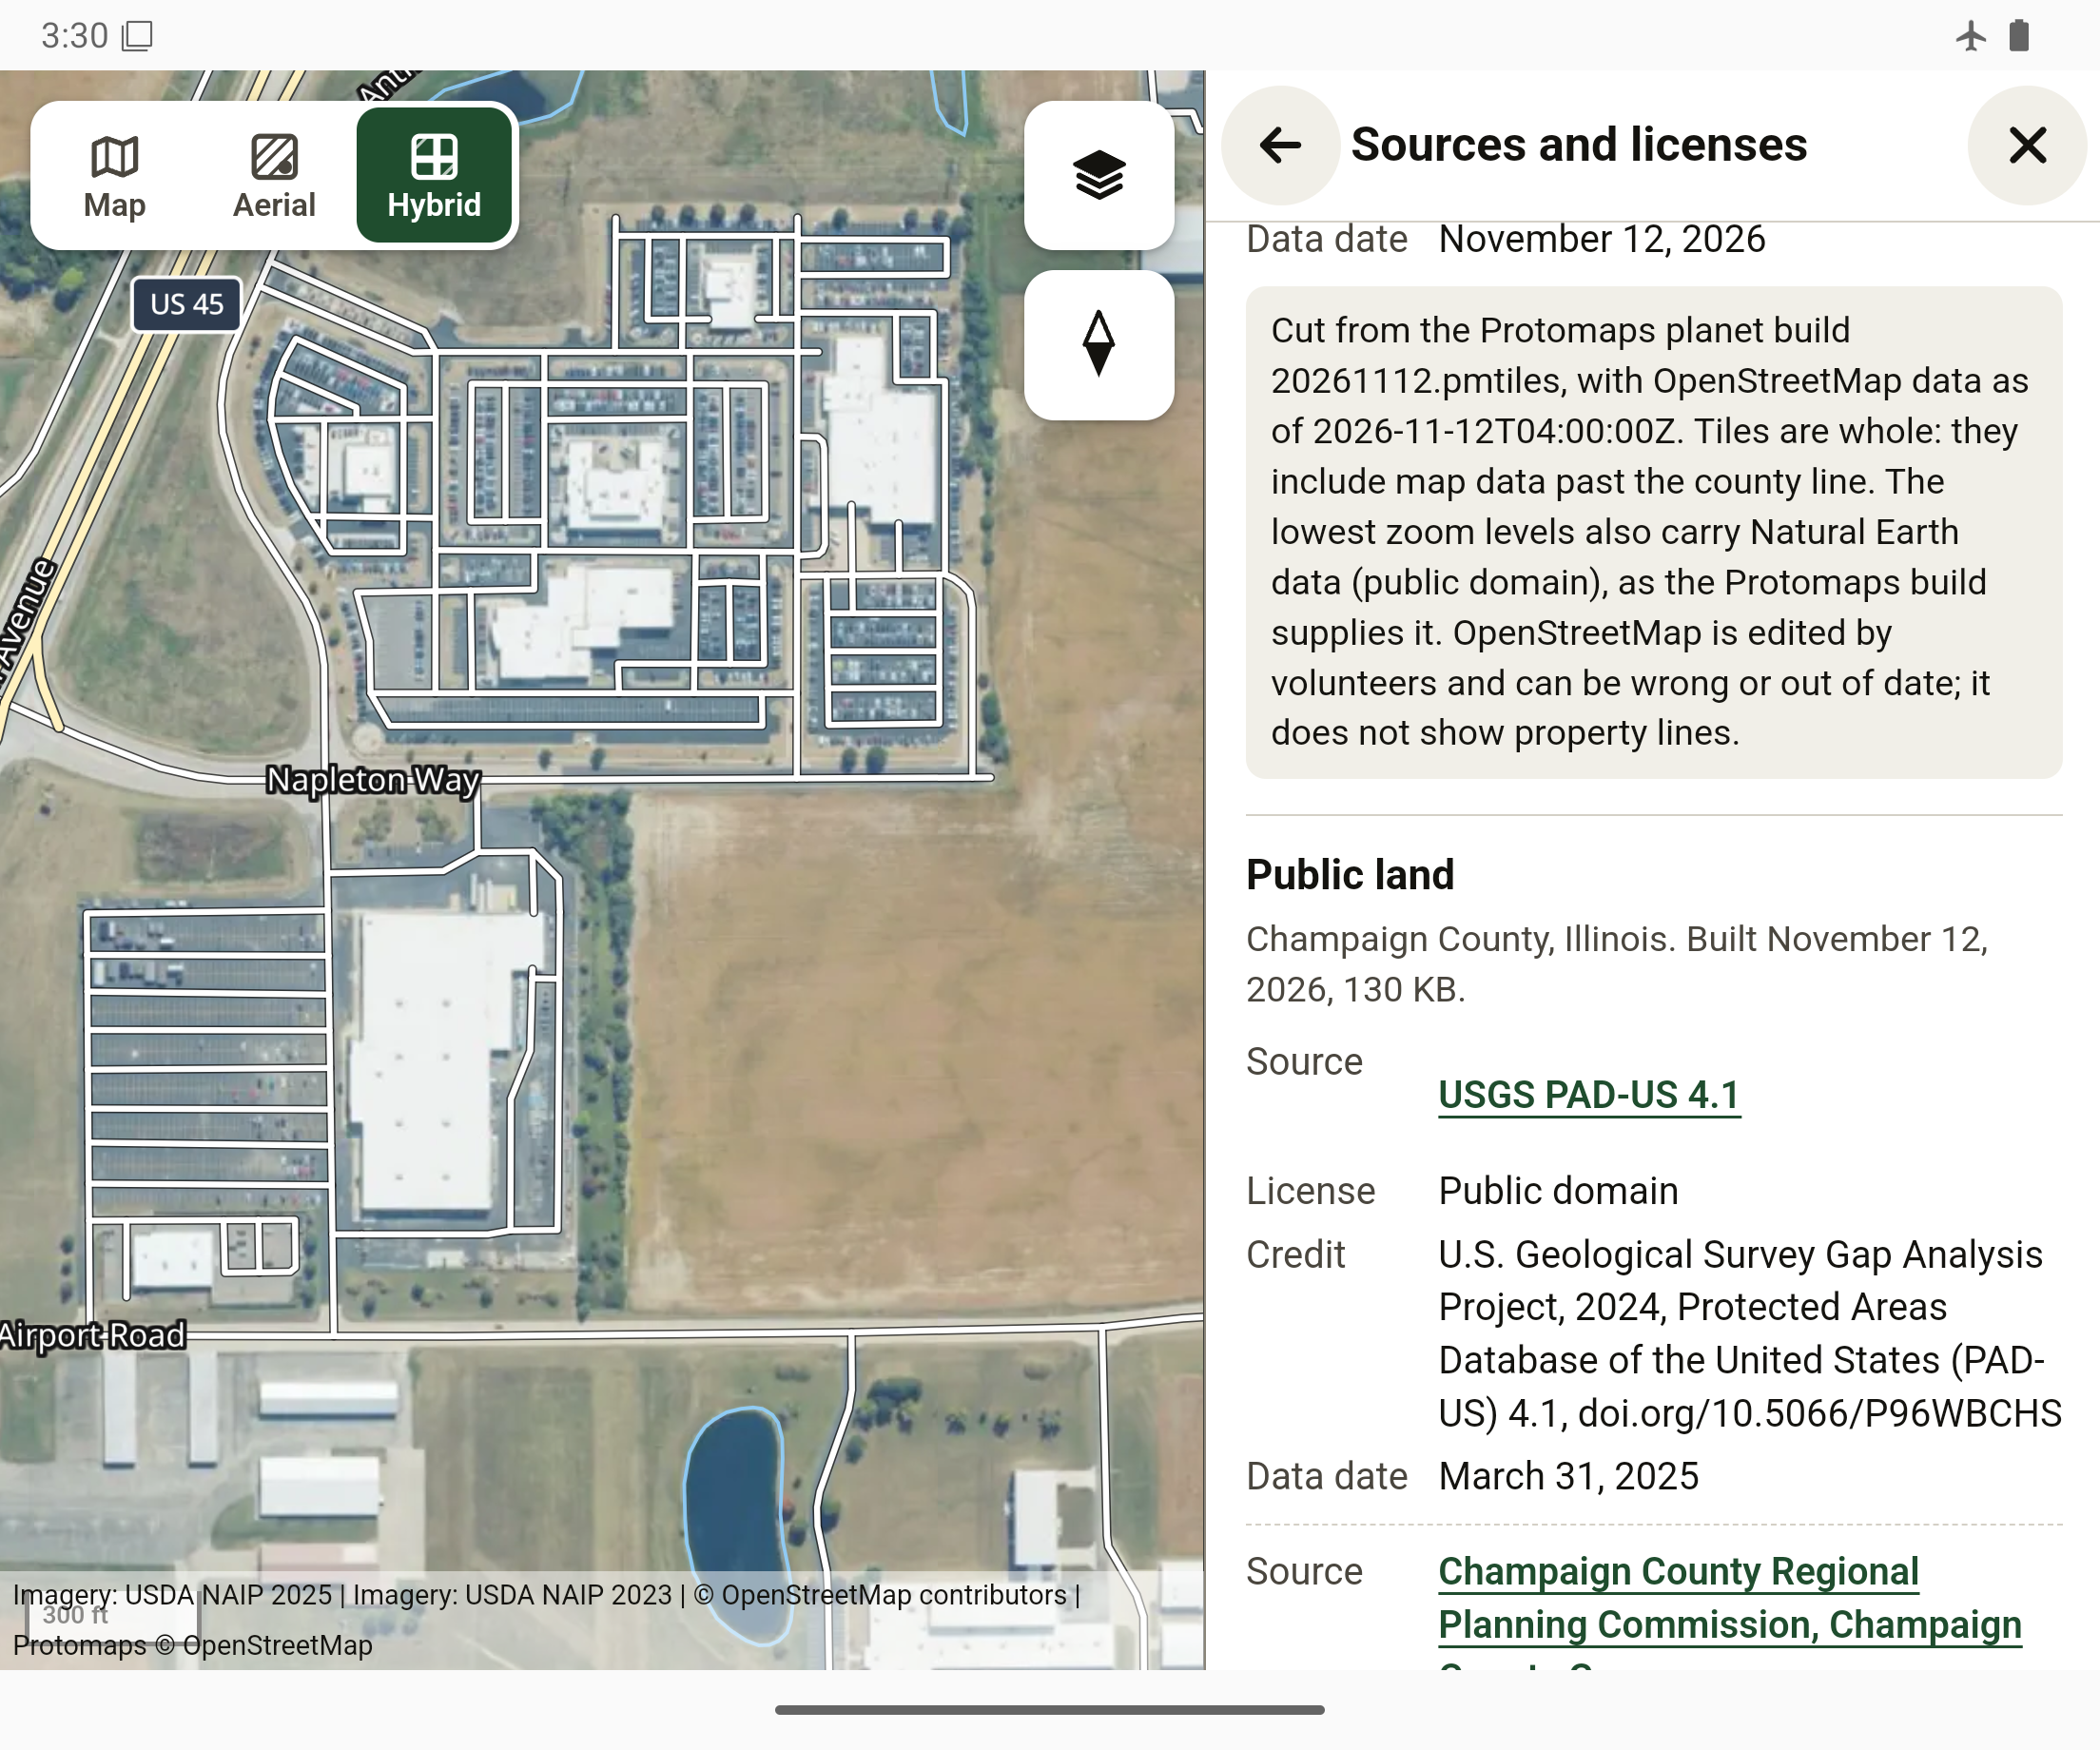 3:30
Anth
Map
Aerial
Hybrid
US 45
Avenue
Napleton Way
Airport Road
300 ft
Imagery: USDA NAIP 2025 | Imagery: USDA NAIP 2023 | © OpenStreetMap contributors |
Protomaps © OpenStreetMap
Sources and licenses
Data date November 12, 2026
Cut from the Protomaps planet build
20261112.pmtiles, with OpenStreetMap data as
of 2026-11-12T04:00:00Z. Tiles are whole: they
include map data past the county line. The
lowest zoom levels also carry Natural Earth
data (public domain), as the Protomaps build
supplies it. OpenStreetMap is edited by
volunteers and can be wrong or out of date; it
does not show property lines.
Public land
Champaign County, Illinois. Built November 12,
2026, 130 KB.
Source
USGS PAD-US 4.1
License Public domain
Credit U.S. Geological Survey Gap Analysis
Project, 2024, Protected Areas
Database of the United States (PAD-
US) 4.1, doi.org/10.5066/P96WBCHS
Data date March 31, 2025
Source Champaign County Regional
Planning Commission, Champaign